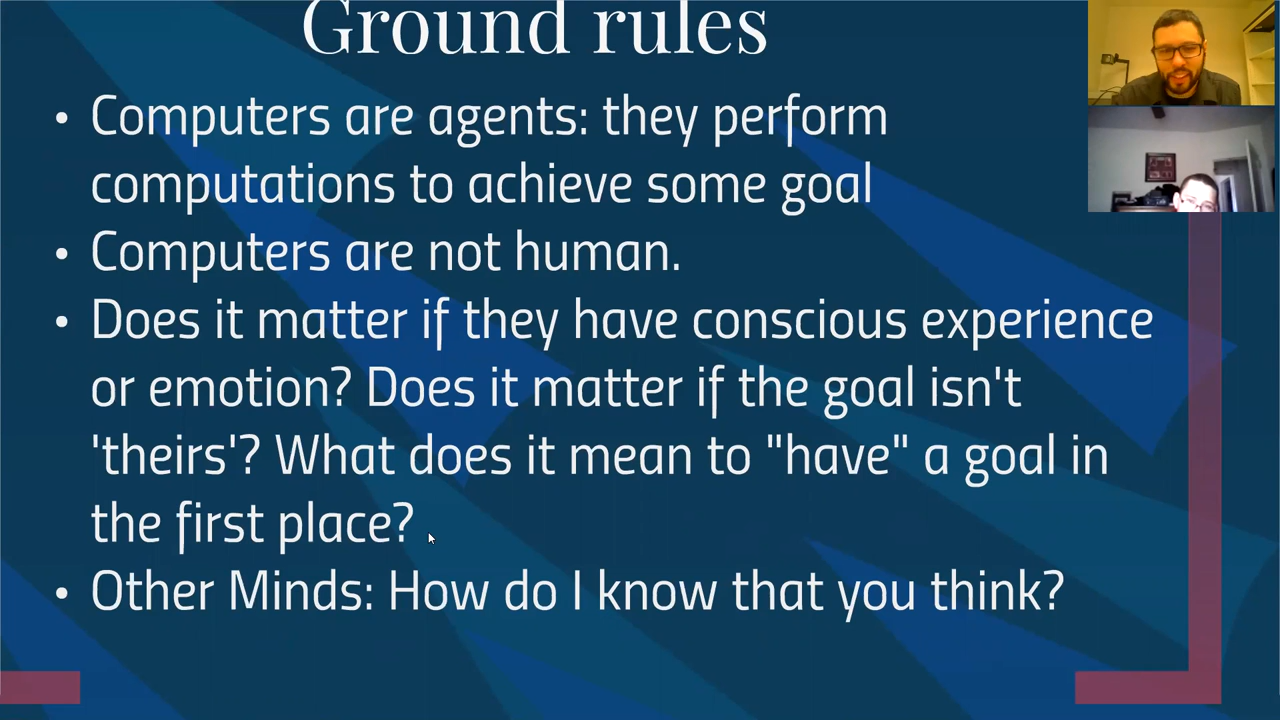 Ground rules
• Computers are agents: they perform
computations to achieve some goal
• Computers are not human.
• Does it matter if they have conscious experience
or emotion? Does it matter if the goal isn't
'theirs'? What does it mean to "have" a goal in
the first place?
• Other Minds: How do I know that you think?